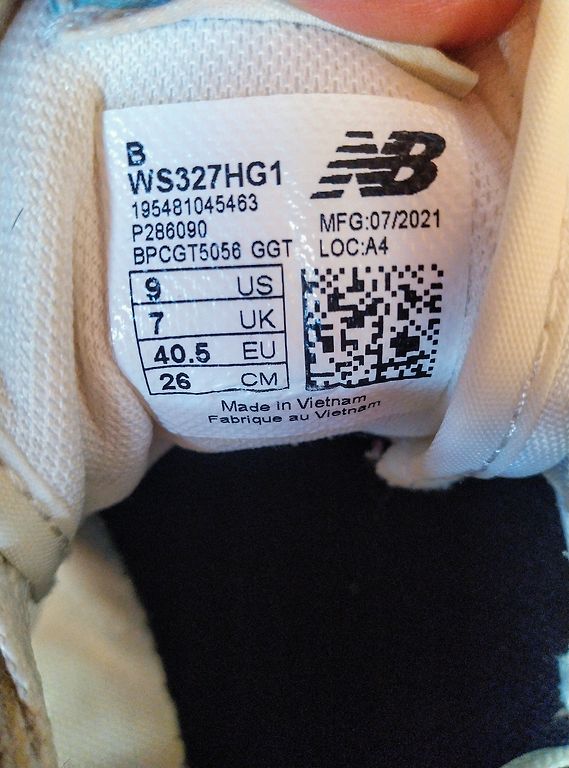 B
WS327HG1
195481045463
P286090
BPCGT5056 GGT
9 US
7 UK
40.5 EU
26 CM
NB
MFG:07/2021
LOC:A4
Made in Vietnam
Fabrique au Vietnam